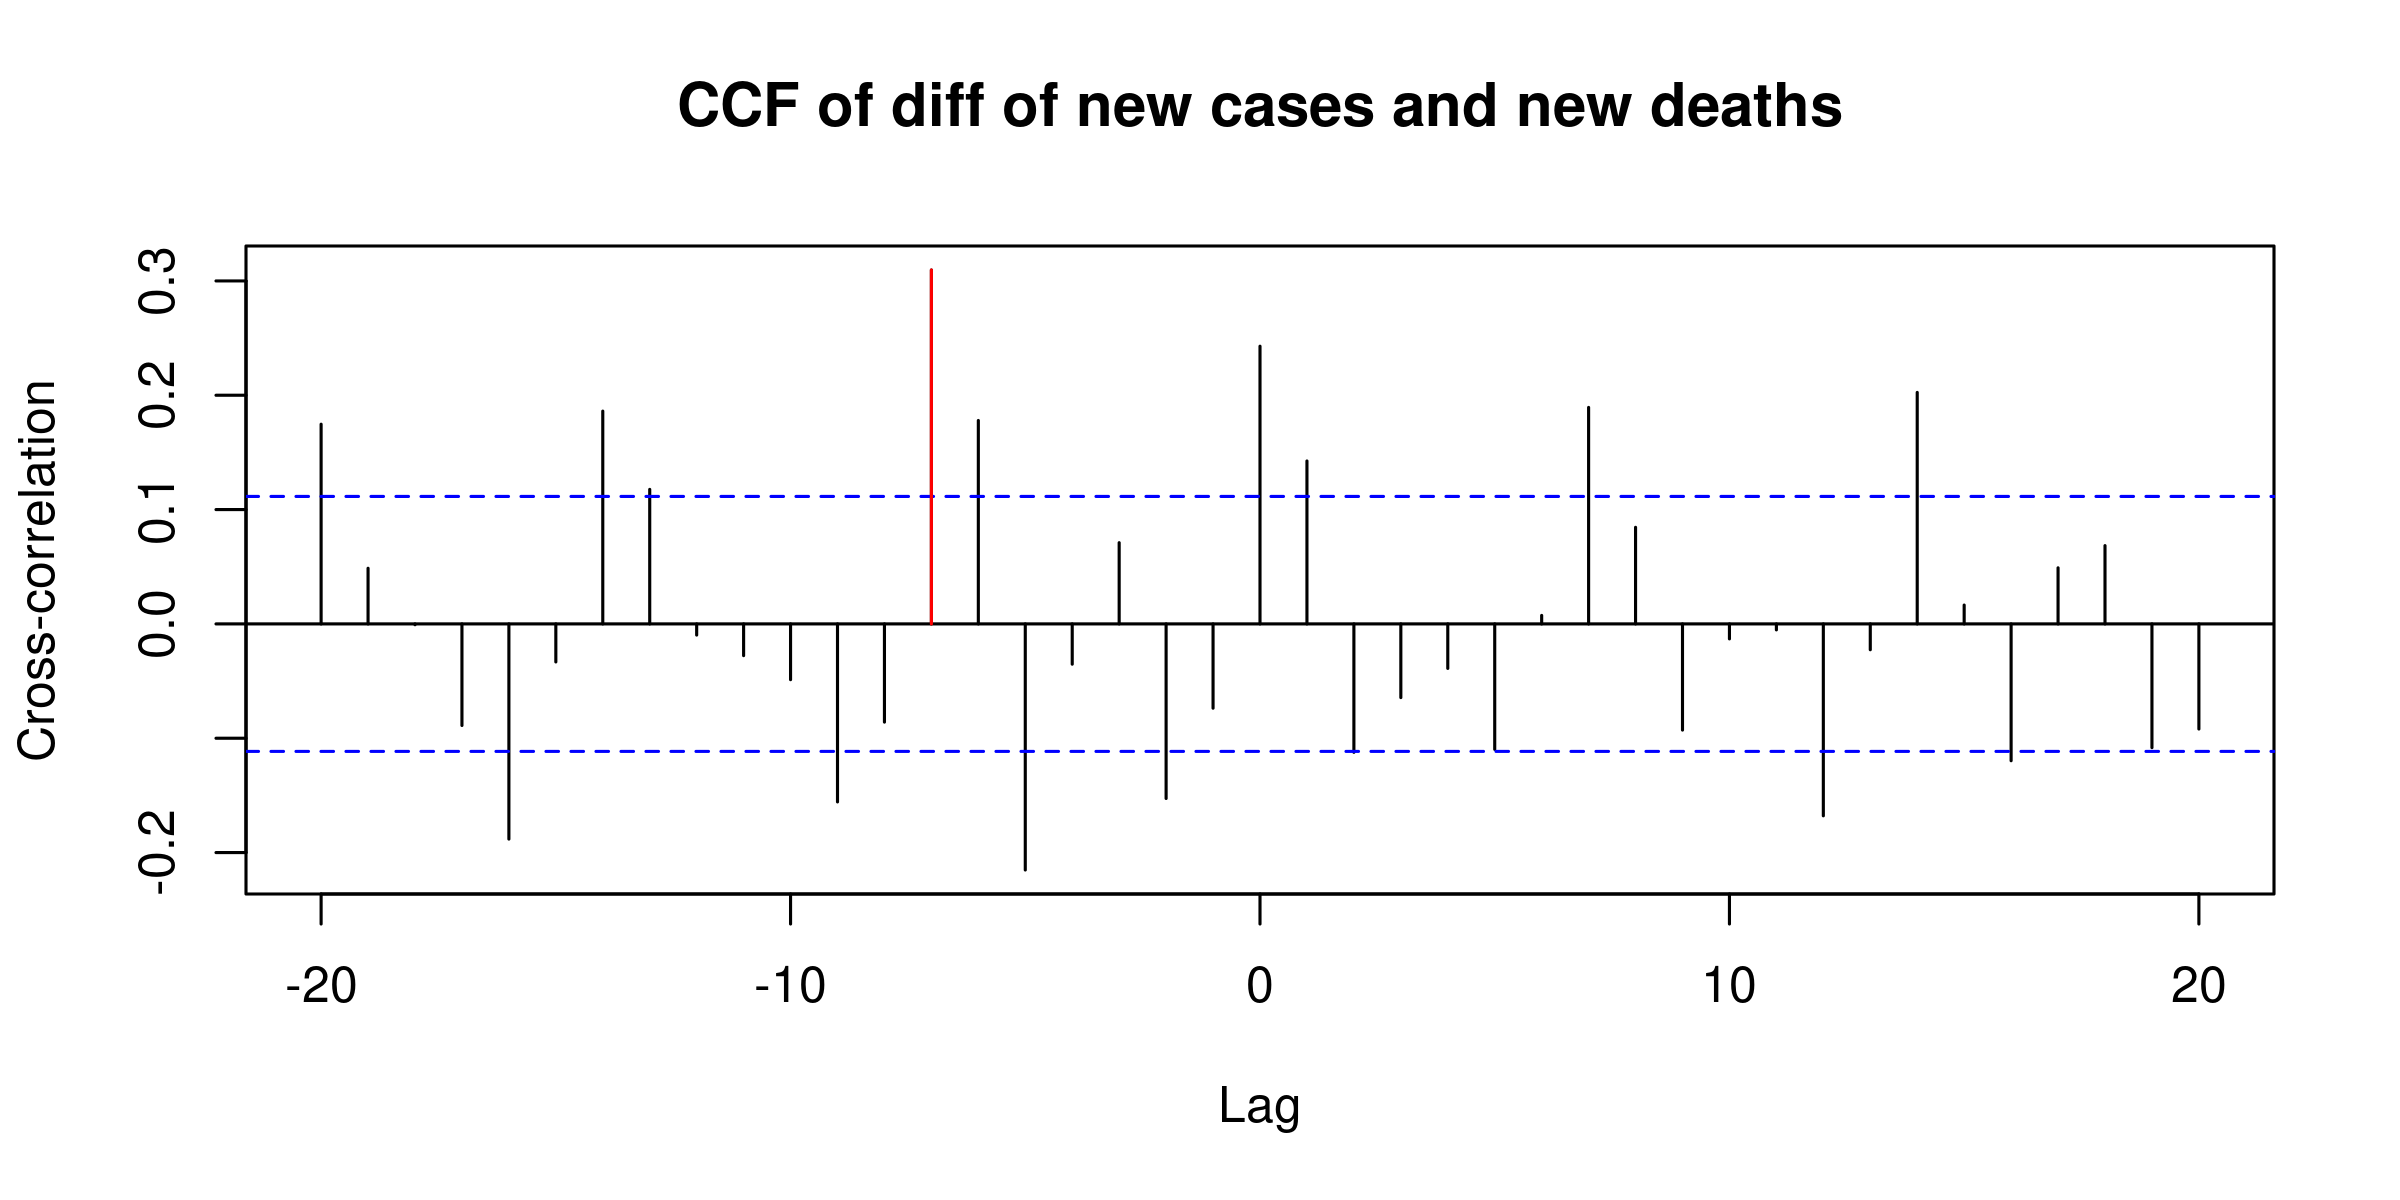 CCF of diff of new cases and new deaths
Cross-correlation
0.3
0.2
0.1
0.0
-0.2
-20 -10 0 10 20
Lag